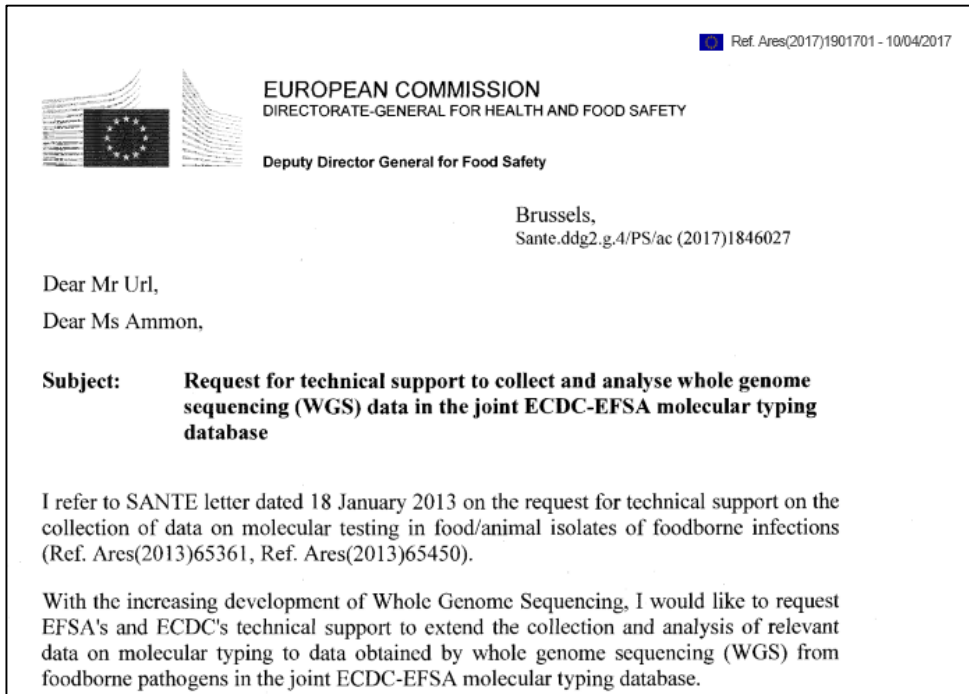 Ref. Ares(2017)1901701 - 10/04/2017
EUROPEAN COMMISSION
DIRECTORATE-GENERAL FOR HEALTH AND FOOD SAFETY
Deputy Director General for Food Safety
Brussels,
Sante.ddg2.g.4/PS/ac (2017)1846027
Dear Mr Url,
Dear Ms Ammon,
Subject: Request for technical support to collect and analyse whole genome
sequencing (WGS) data in the joint ECDC-EFSA molecular typing
database
I refer to SANTE letter dated 18 January 2013 on the request for technical support on the
collection of data on molecular testing in food/animal isolates of foodborne infections
(Ref. Ares(2013)65361, Ref. Ares(2013)65450).
With the increasing development of Whole Genome Sequencing, I would like to request
EFSA's and ECDC's technical support to extend the collection and analysis of relevant
data on molecular typing to data obtained by whole genome sequencing (WGS) from
foodborne pathogens in the joint ECDC-EFSA molecular typing database.